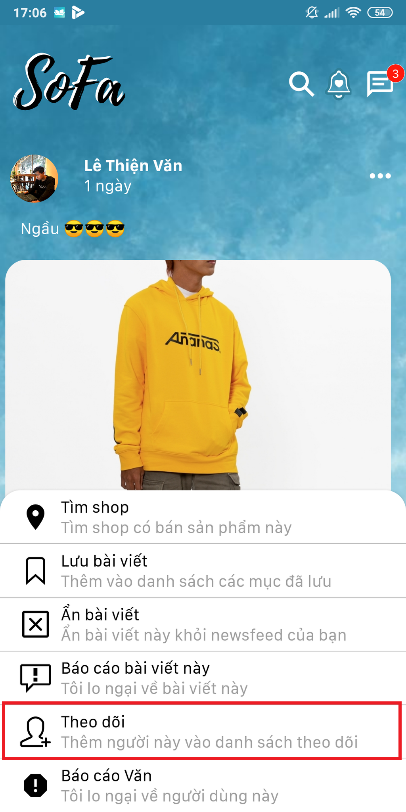 17:06
54
SoFa
3
Lê Thiện Văn
1 ngày
Ngầu 😎😎😎
Ananas
Tìm shop
Tìm shop có bán sản phẩm này
Lưu bài viết
Thêm vào danh sách các mục đã lưu
Ẩn bài viết
Ẩn bài viết này khỏi newsfeed của bạn
Báo cáo bài viết này
Tôi lo ngại về bài viết này
Theo dõi
Thêm người này vào danh sách theo dõi
Báo cáo Văn
Tôi lo ngại về người dùng này